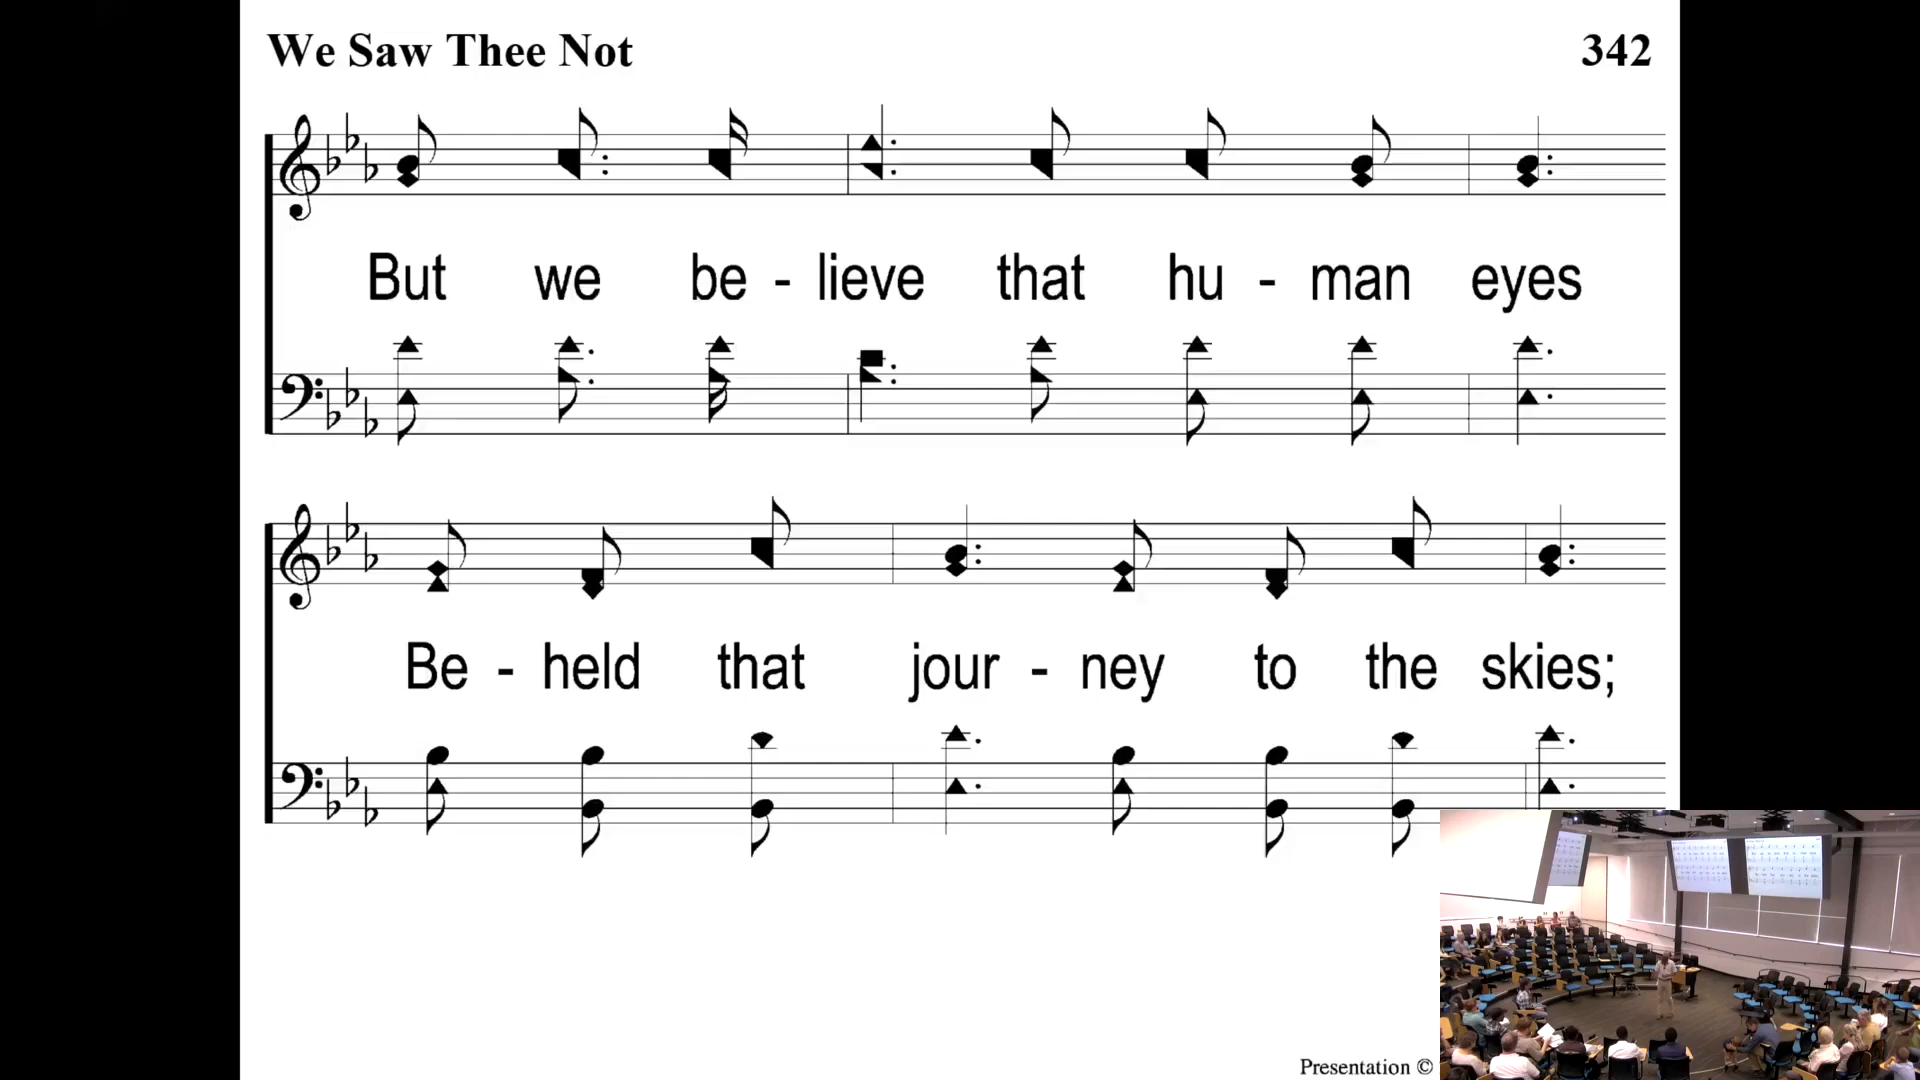 We Saw Thee Not 342
But we be - lieve that hu - man eyes
Be - held that jour - ney to the skies;
Presentation ©